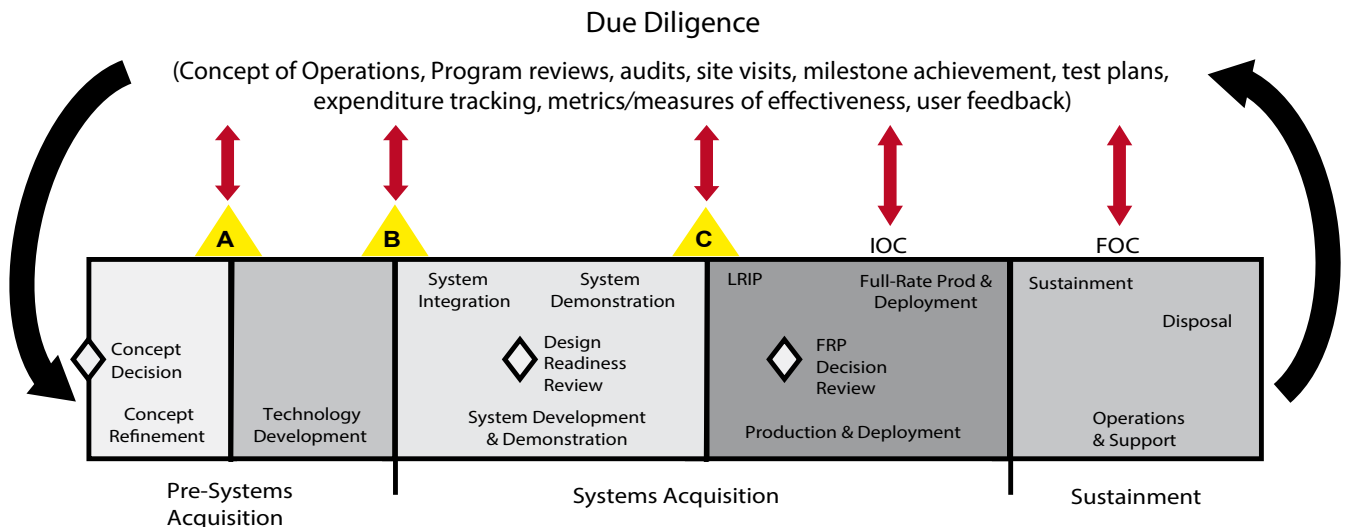 Due Diligence
(Concept of Operations, Program reviews, audits, site visits, milestone achievement, test plans,
expenditure tracking, metrics/measures of effectiveness, user feedback)
A
B
C
IOC
FOC
Concept
Decision
Concept
Refinement
Technology
Development
System
Integration
System
Demonstration
Design
Readiness
Review
System Development
& Demonstration
LRIP
Full-Rate Prod &
Deployment
FRP
Decision
Review
Production & Deployment
Sustainment
Disposal
Operations
& Support
Pre-Systems
Acquisition
Systems Acquisition
Sustainment